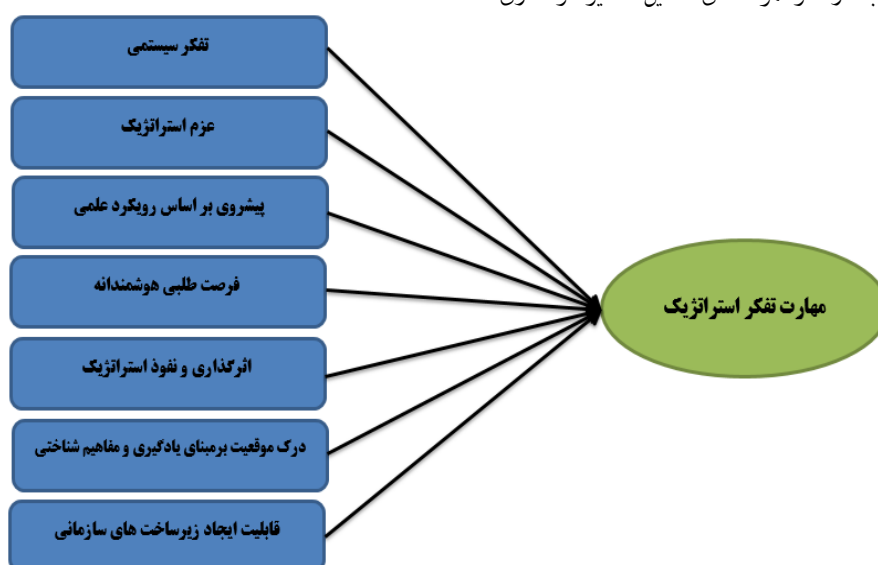 تفکر سیستمی
عزم استراتژیک
پیشروی بر اساس رویکرد علمی
فرصت طلبی هوشمندانه
اثرگذاری و نفوذ استراتژیک
درک موقعیت برمبنای یادگیری و مفاهیم شناختی
قابلیت ایجاد زیرساخت های سازمانی
مهارت تفکر استراتژیک